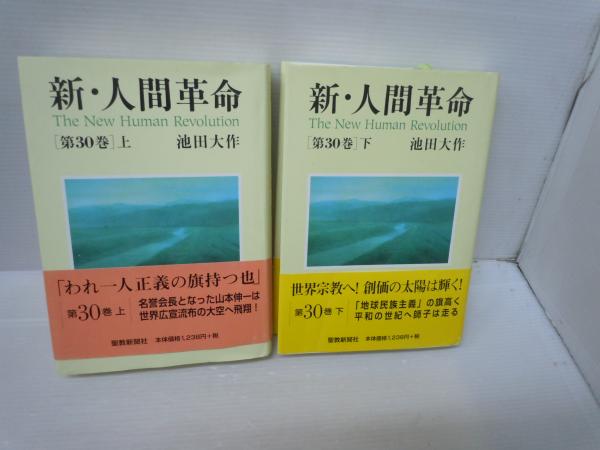 新・人間革命
The New Human Revolution
[第30巻]上 池田大作
「われ一人正義の旗持つ也」
第30巻 上
名誉会長となった山本伸一は
世界広宣流布の大空へ飛翔！
聖教新聞社 本体価格1,238円+税
新・人間革命
The New Human Revolution
[第30巻]下 池田大作
世界宗教へ！創価の太陽は輝く！
第30巻 下
「地球民族主義」の旗高く
平和の世紀へ師子は走る
聖教新聞社 本体価格1,238円+税